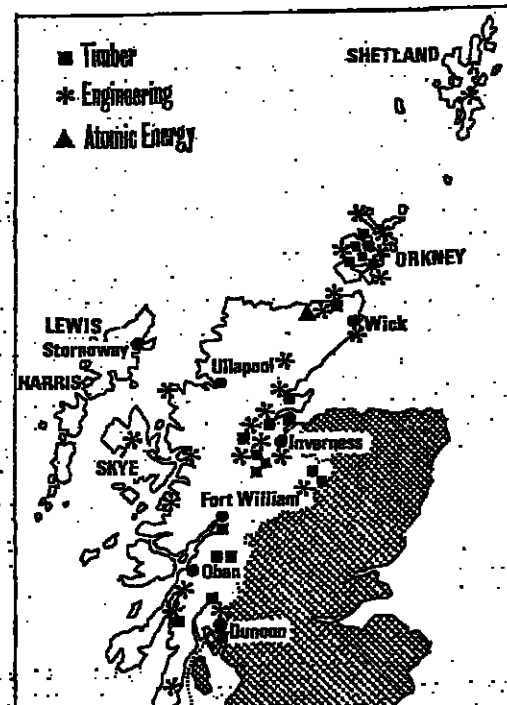 Timber
SHETLAND
Engineering
Atomic Energy
ORKNEY
Wick
LEWIS
Stornoway
Ullapool
HARRIS
Inverness
SKYE
Fort William
Oban
Dunoon